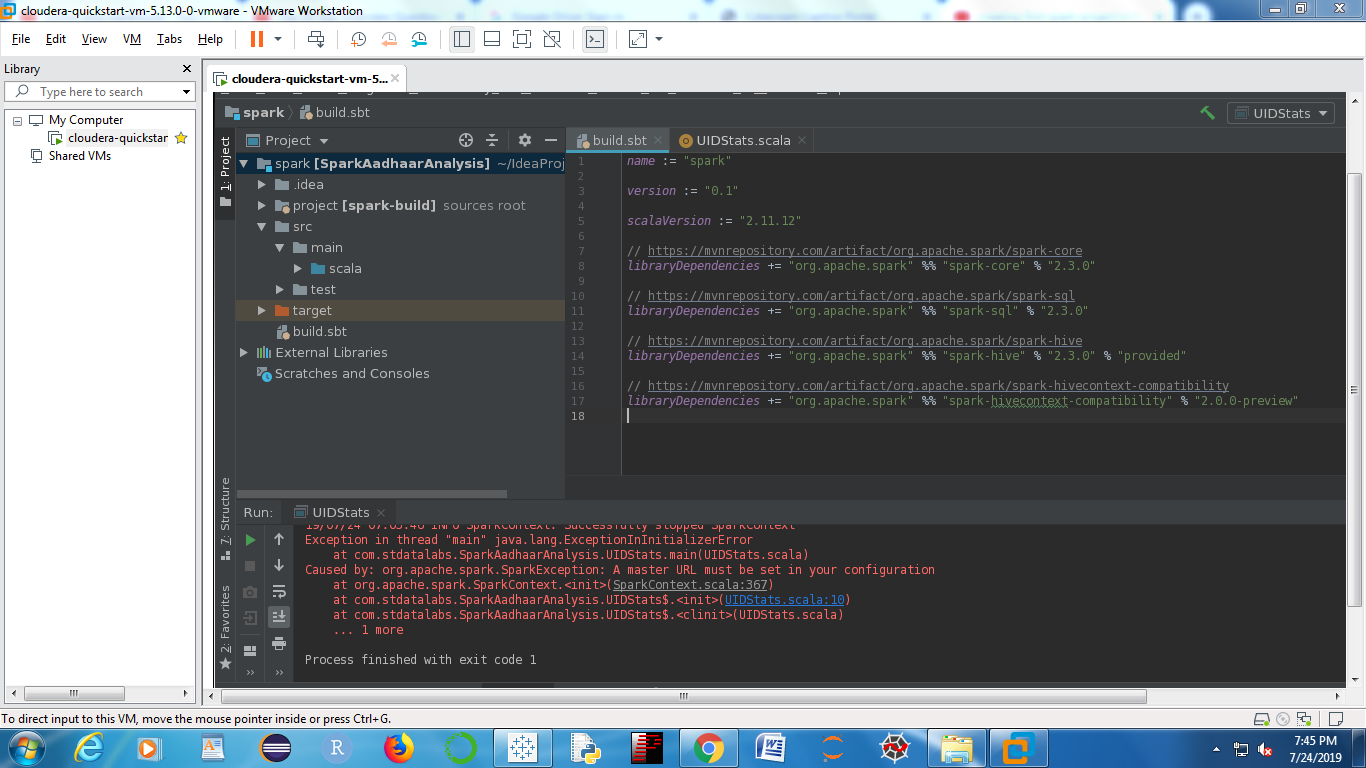 cloudera-quickstart-vm-5.13.0-0-vmware - VMware Workstation
File Edit View VM Tabs Help
Library
Type here to search
My Computer
cloudera-quickstar
Shared VMs
cloudera-quickstart-vm-5...
spark build.sbt
UIDStats
1: Project
Project
build.sbt
UIDStats.scala
spark [SparkAadhaarAnalysis] ~/IdeaProj
.idea
project [spark-build] sources root
src
main
scala
test
target
build.sbt
External Libraries
Scratches and Consoles
1 name := "spark"
2
3 version := "0.1"
4
5 scalaVersion := "2.11.12"
6
7 // https://mvnrepository.com/artifact/org.apache.spark/spark-core
8 libraryDependencies += "org.apache.spark" %% "spark-core" % "2.3.0"
9
10 // https://mvnrepository.com/artifact/org.apache.spark/spark-sql
11 libraryDependencies += "org.apache.spark" %% "spark-sql" % "2.3.0"
12
13 // https://mvnrepository.com/artifact/org.apache.spark/spark-hive
14 libraryDependencies += "org.apache.spark" %% "spark-hive" % "2.3.0" % "provided"
15
16 // https://mvnrepository.com/artifact/org.apache.spark/spark-hivecontext-compatibility
17 libraryDependencies += "org.apache.spark" %% "spark-hivecontext-compatibility" % "2.0.0-preview"
18
7: Structure
2: Favorites
Run: UIDStats
19/07/24 07:05:46 INFO SparkContext: Successfully stopped SparkContext
Exception in thread "main" java.lang.ExceptionInInitializerError
at com.stdatalabs.SparkAadhaarAnalysis.UIDStats.main(UIDStats.scala)
Caused by: org.apache.spark.SparkException: A master URL must be set in your configuration
at org.apache.spark.SparkContext.<init>(SparkContext.scala:367)
at com.stdatalabs.SparkAadhaarAnalysis.UIDStats$.<init>(UIDStats.scala:10)
at com.stdatalabs.SparkAadhaarAnalysis.UIDStats$.<clinit>(UIDStats.scala)
... 1 more
Process finished with exit code 1
To direct input to this VM, move the mouse pointer inside or press Ctrl+G.
R
7:45 PM
7/24/2019